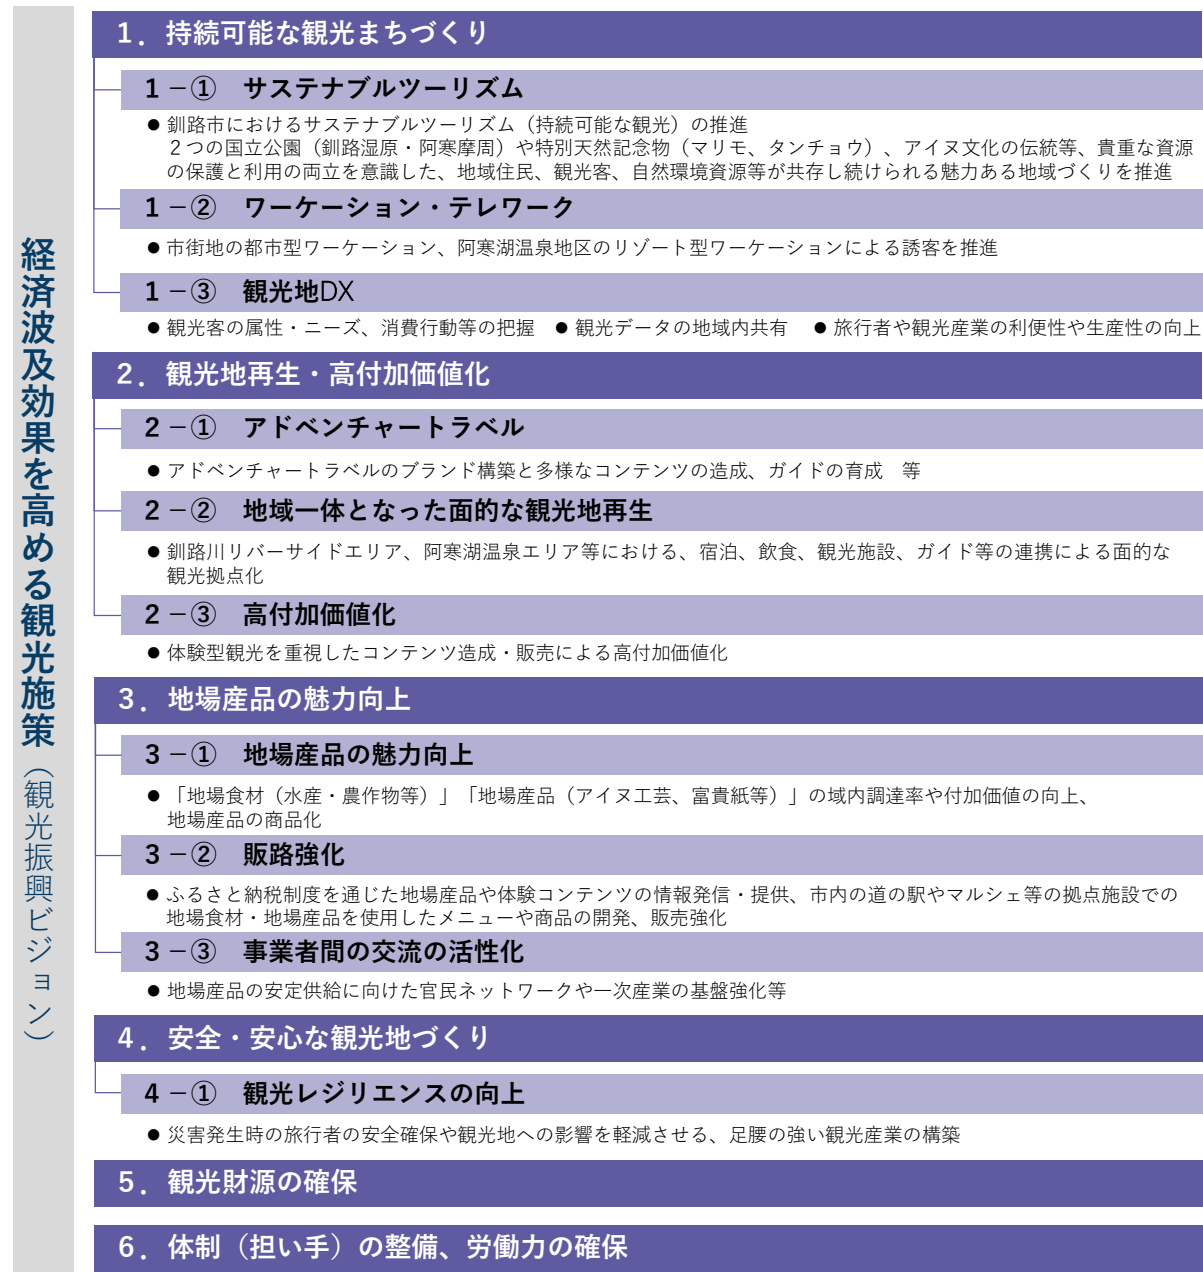 経済波及効果を高める観光施策（観光振興ビジョン）
1．持続可能な観光まちづくり
1－①　サステナブルツーリズム
● 釧路市におけるサステナブルツーリズム（持続可能な観光）の推進
２つの国立公園（釧路湿原・阿寒摩周）や特別天然記念物（マリモ、タンチョウ）、アイヌ文化の伝統等、貴重な資源
の保護と利用の両立を意識した、地域住民、観光客、自然環境資源等が共存し続けられる魅力ある地域づくりを推進
1－②　ワーケーション・テレワーク
● 市街地の都市型ワーケーション、阿寒湖温泉地区のリゾート型ワーケーションによる誘客を推進
1－③　観光地DX
● 観光客の属性・ニーズ、消費行動等の把握　● 観光データの地域内共有　● 旅行者や観光産業の利便性や生産性の向上
2．観光地再生・高付加価値化
2－①　アドベンチャートラベル
● アドベンチャートラベルのブランド構築と多様なコンテンツの造成、ガイドの育成　等
2－②　地域一体となった面的な観光地再生
● 釧路川リバーサイドエリア、阿寒湖温泉エリア等における、宿泊、飲食、観光施設、ガイド等の連携による面的な
観光拠点化
2－③　高付加価値化
● 体験型観光を重視したコンテンツ造成・販売による高付加価値化
3．地場産品の魅力向上
3－①　地場産品の魅力向上
● 「地場食材（水産・農作物等）」「地場産品（アイヌ工芸、富貴紙等）」の域内調達率や付加価値の向上、
地場産品の商品化
3－②　販路強化
● ふるさと納税制度を通じた地場産品や体験コンテンツの情報発信・提供、市内の道の駅やマルシェ等の拠点施設での
地場食材・地場産品を使用したメニューや商品の開発、販売強化
3－③　事業者間の交流の活性化
● 地場産品の安定供給に向けた官民ネットワークや一次産業の基盤強化等
4．安全・安心な観光地づくり
4－①　観光レジリエンスの向上
● 災害発生時の旅行者の安全確保や観光地への影響を軽減させる、足腰の強い観光産業の構築
5．観光財源の確保
6．体制（担い手）の整備、労働力の確保